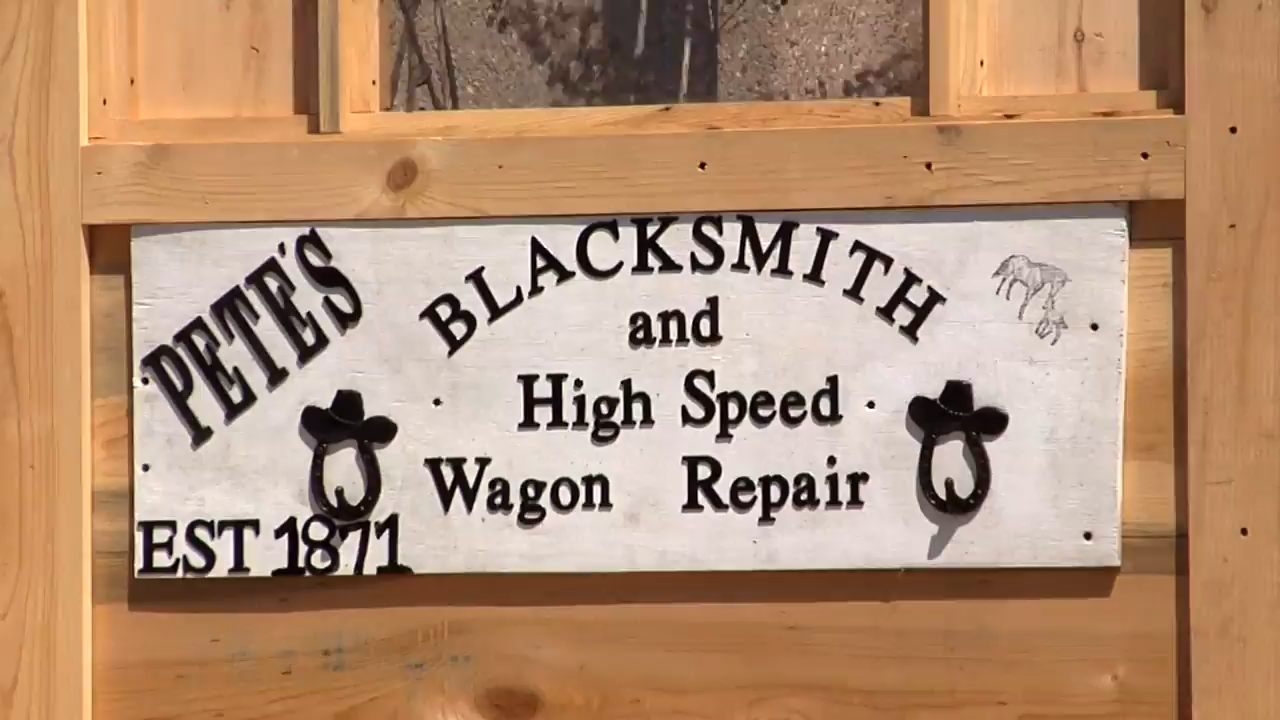 PETE'S
BLACKSMITH
and
High Speed
Wagon Repair
EST 1871